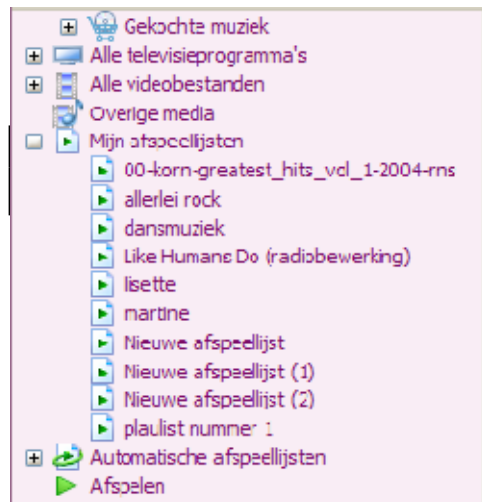 Gekochte muziek
Alle televisieprogramma's
Alle videobestanden
Overige media
Mijn afspeellijsten
00-korn-greatest_hits_vol_1-2004-rns
allerlei rock
dansmuziek
Like Humans Do (radiobewerking)
lisette
martine
Nieuwe afspeellijst
Nieuwe afspeellijst (1)
Nieuwe afspeellijst (2)
plaulist nummer 1
Automatische afspeellijsten
Afspelen